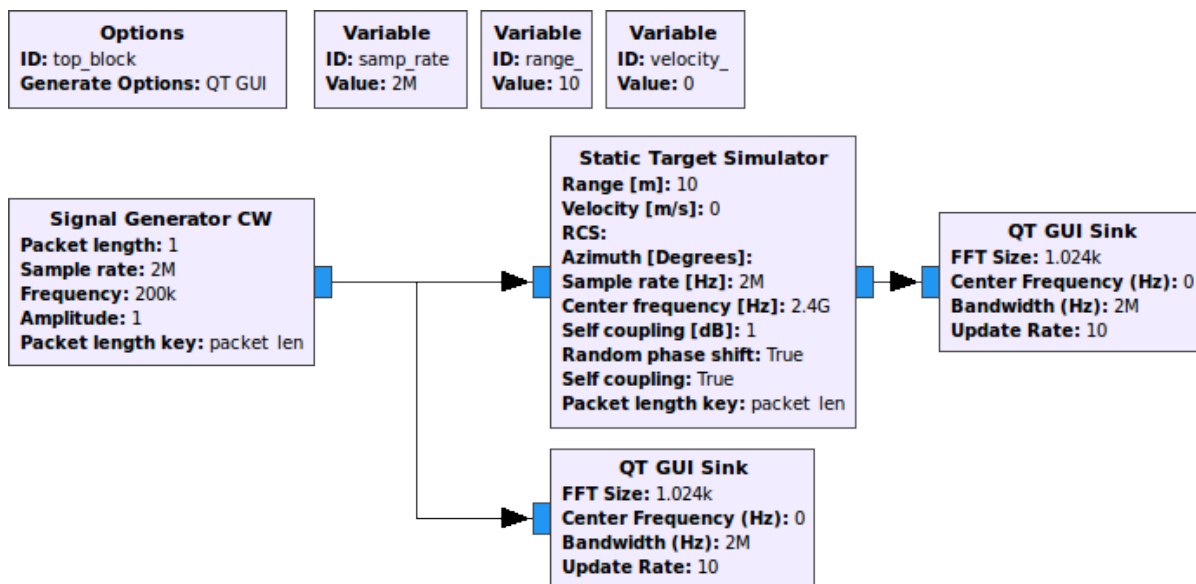 Options
ID: top_block
Generate Options: QT GUI
Variable
ID: samp_rate
Value: 2M
Variable
ID: range_
Value: 10
Variable
ID: velocity_
Value: 0
Signal Generator CW
Packet length: 1
Sample rate: 2M
Frequency: 200k
Amplitude: 1
Packet length key: packet_len
Static Target Simulator
Range [m]: 10
Velocity [m/s]: 0
RCS:
Azimuth [Degrees]:
Sample rate [Hz]: 2M
Center frequency [Hz]: 2.4G
Self coupling [dB]: 1
Random phase shift: True
Self coupling: True
Packet length key: packet_len
QT GUI Sink
FFT Size: 1.024k
Center Frequency (Hz): 0
Bandwidth (Hz): 2M
Update Rate: 10
QT GUI Sink
FFT Size: 1.024k
Center Frequency (Hz): 0
Bandwidth (Hz): 2M
Update Rate: 10